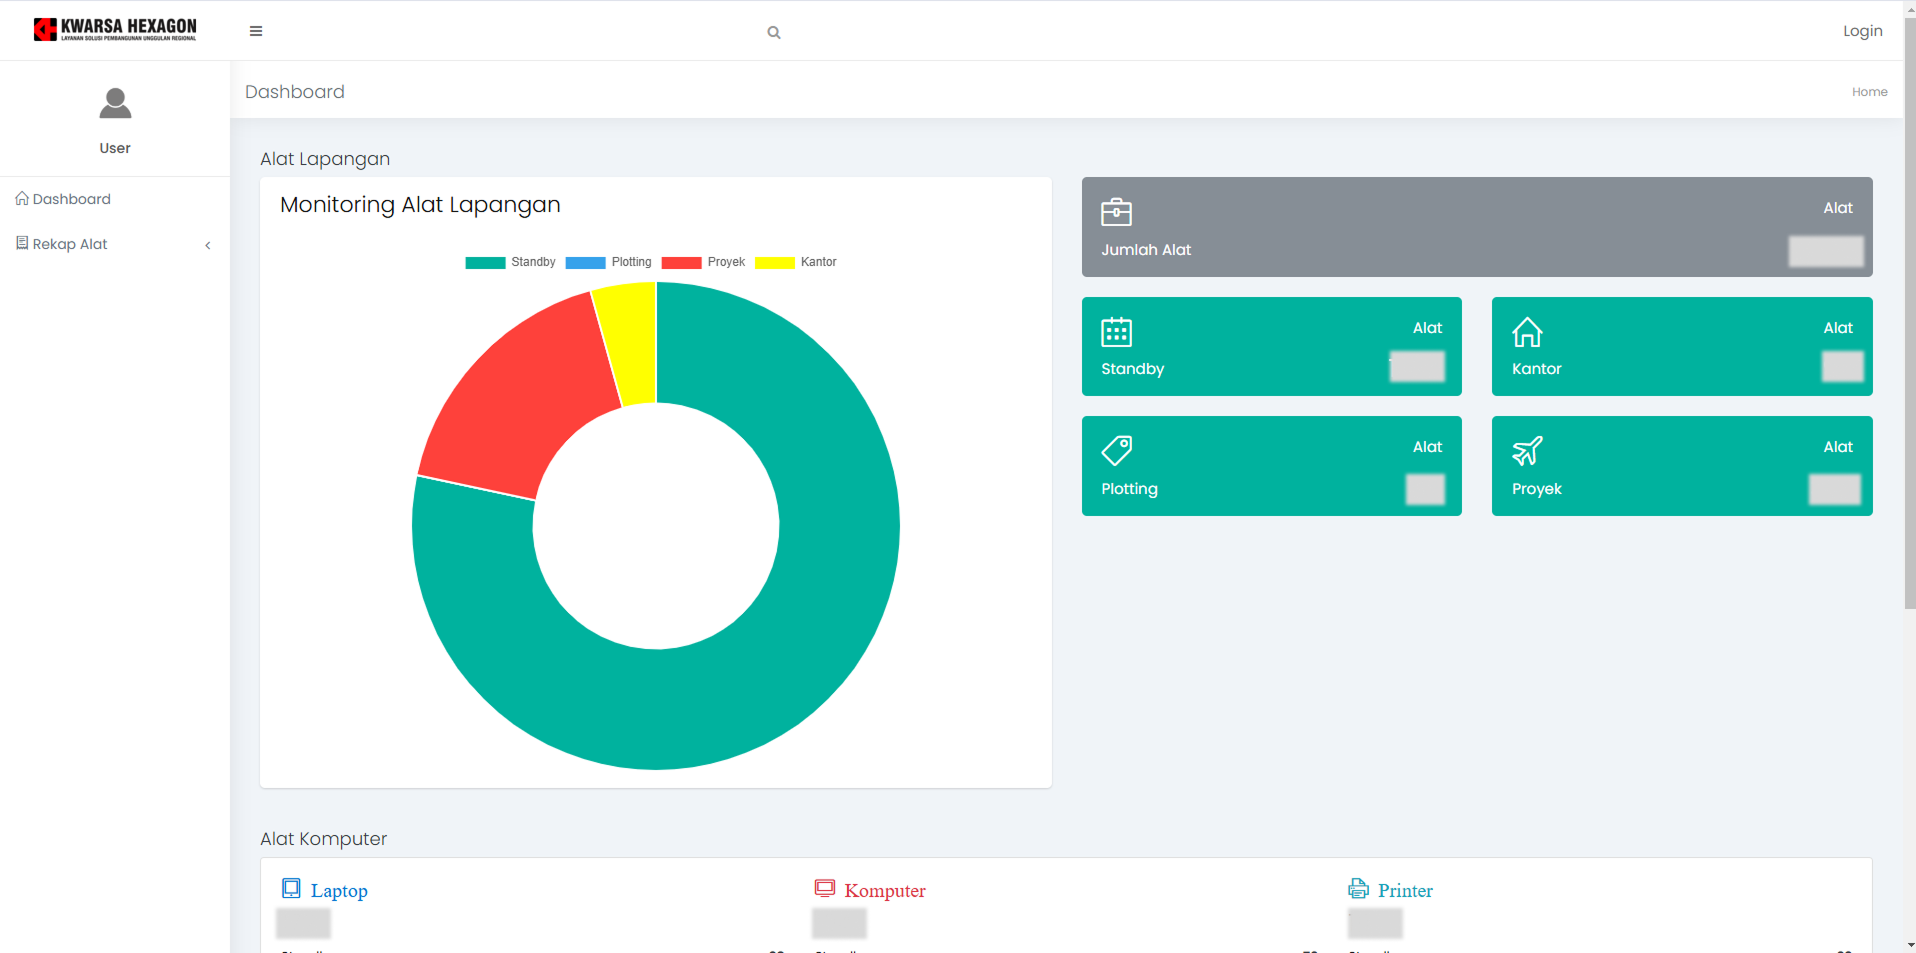 KWARSA HEXAGON
LAYANAN SOLUSI PEMBANGUNAN UNGGULAN REGIONAL
Login
User
Dashboard
Rekap Alat
Dashboard
Home
Alat Lapangan
Monitoring Alat Lapangan
Standby Plotting Proyek Kantor
Alat
Jumlah Alat
Alat
Standby
Alat
Kantor
Alat
Plotting
Alat
Proyek
Alat Komputer
Laptop
Komputer
Printer